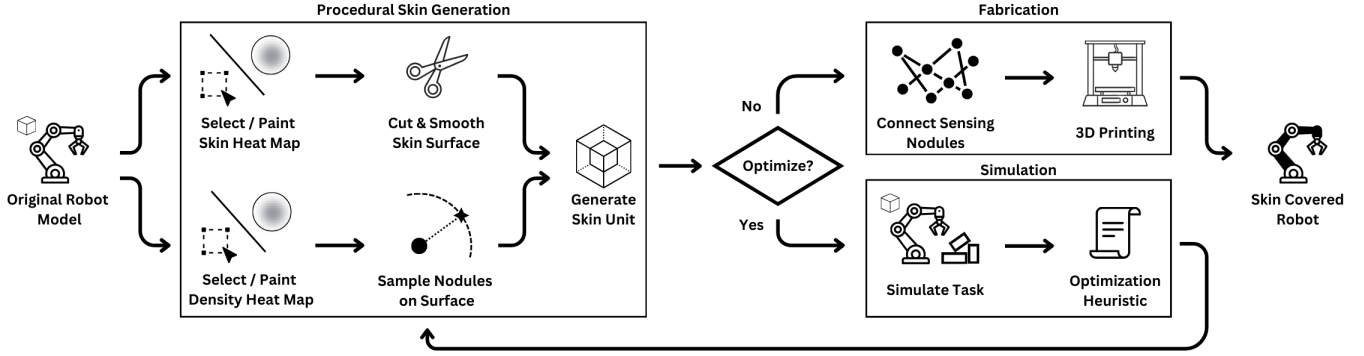 Procedural Skin Generation
Original Robot
Model
Select / Paint
Skin Heat Map
Cut & Smooth
Skin Surface
Select / Paint
Density Heat Map
Sample Nodules
on Surface
Generate
Skin Unit
Optimize?
No
Yes
Fabrication
Connect Sensing
Nodules
3D Printing
Simulation
Simulate Task
Optimization
Heuristic
Skin Covered
Robot